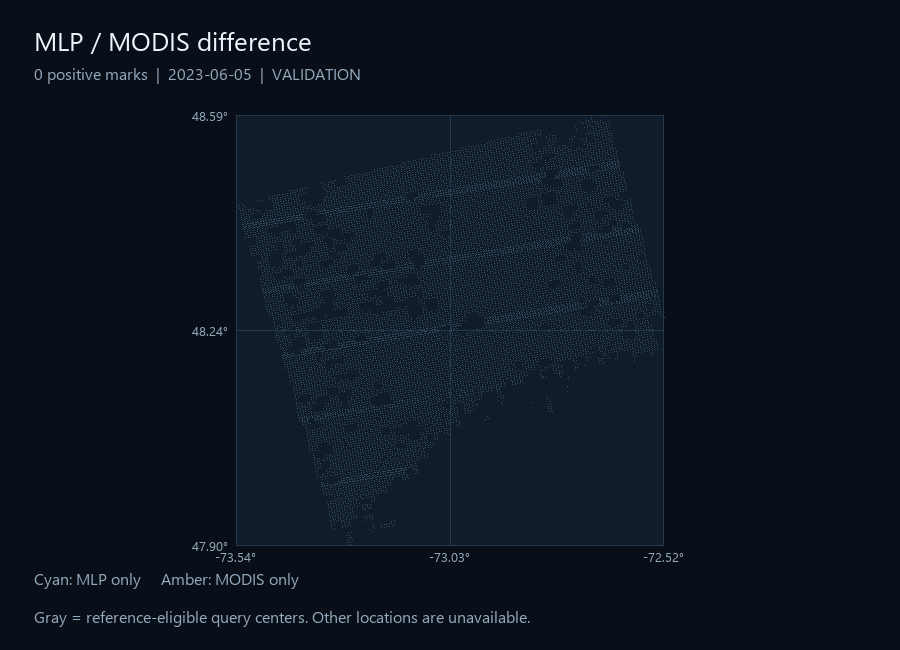 MLP / MODIS difference
0 positive marks | 2023-06-05 | VALIDATION
48.59°
48.24°
47.90°
-73.54°
-73.03°
-72.52°
Cyan: MLP only Amber: MODIS only
Gray = reference-eligible query centers. Other locations are unavailable.